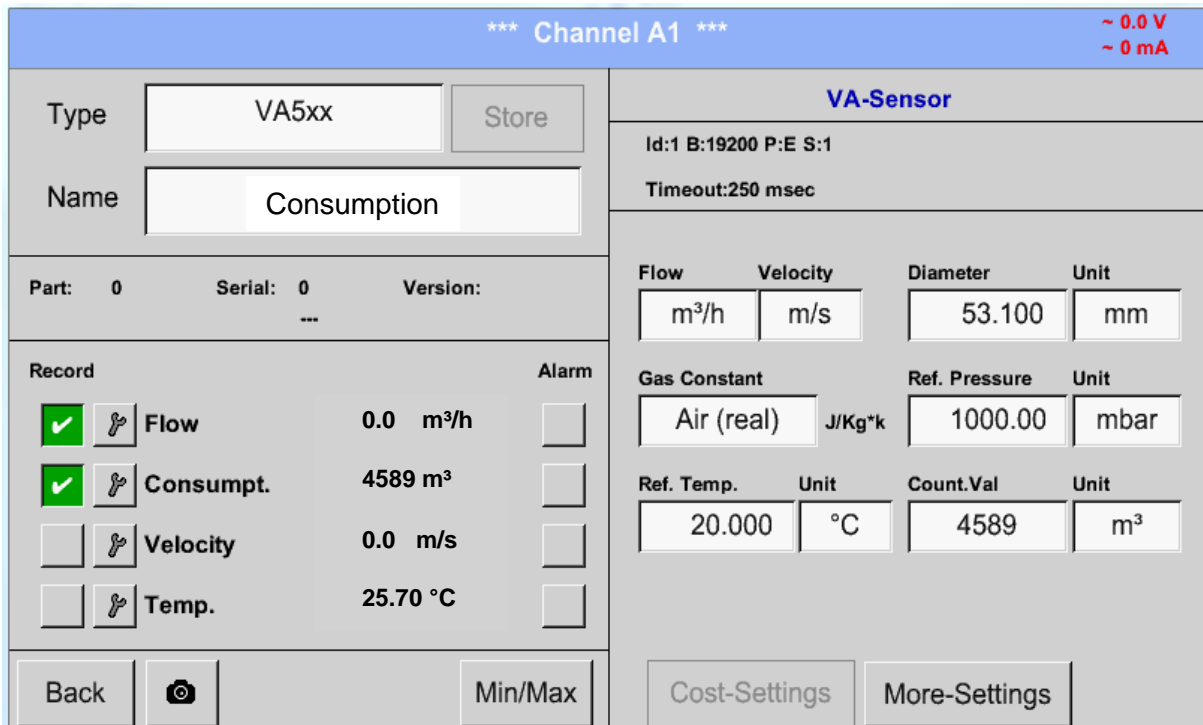 *** Channel A1 ***
~ 0.0 V
~ 0 mA
Type VA5xx Store
Name Consumption
Part: 0 Serial: 0 Version:
---
Record Alarm
Flow 0.0 m³/h
Consumpt. 4589 m³
Velocity 0.0 m/s
Temp. 25.70 °C
Back Min/Max
VA-Sensor
Id:1 B:19200 P:E S:1
Timeout:250 msec
Flow Velocity Diameter Unit
m³/h m/s 53.100 mm
Gas Constant Ref. Pressure Unit
Air (real) J/Kg*k 1000.00 mbar
Ref. Temp. Unit Count.Val Unit
20.000 °C 4589 m³
Cost-Settings More-Settings